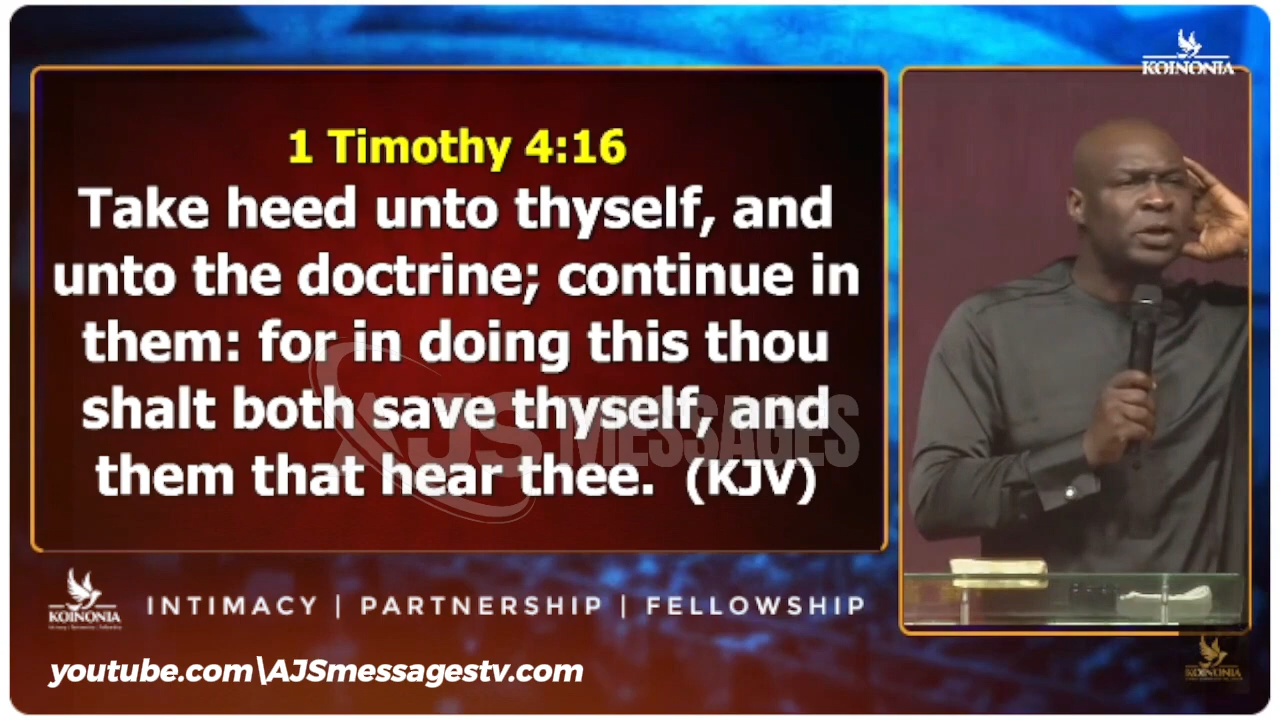 KOINONIA
1 Timothy 4:16
Take heed unto thyself, and
unto the doctrine; continue in
them: for in doing this thou
shalt both save thyself, and
them that hear thee. (KJV)
AJS MESSAGES
KOINONIA
INTIMACY | PARTNERSHIP | FELLOWSHIP
youtube.com\AJSmessagestv.com
KOINONIA